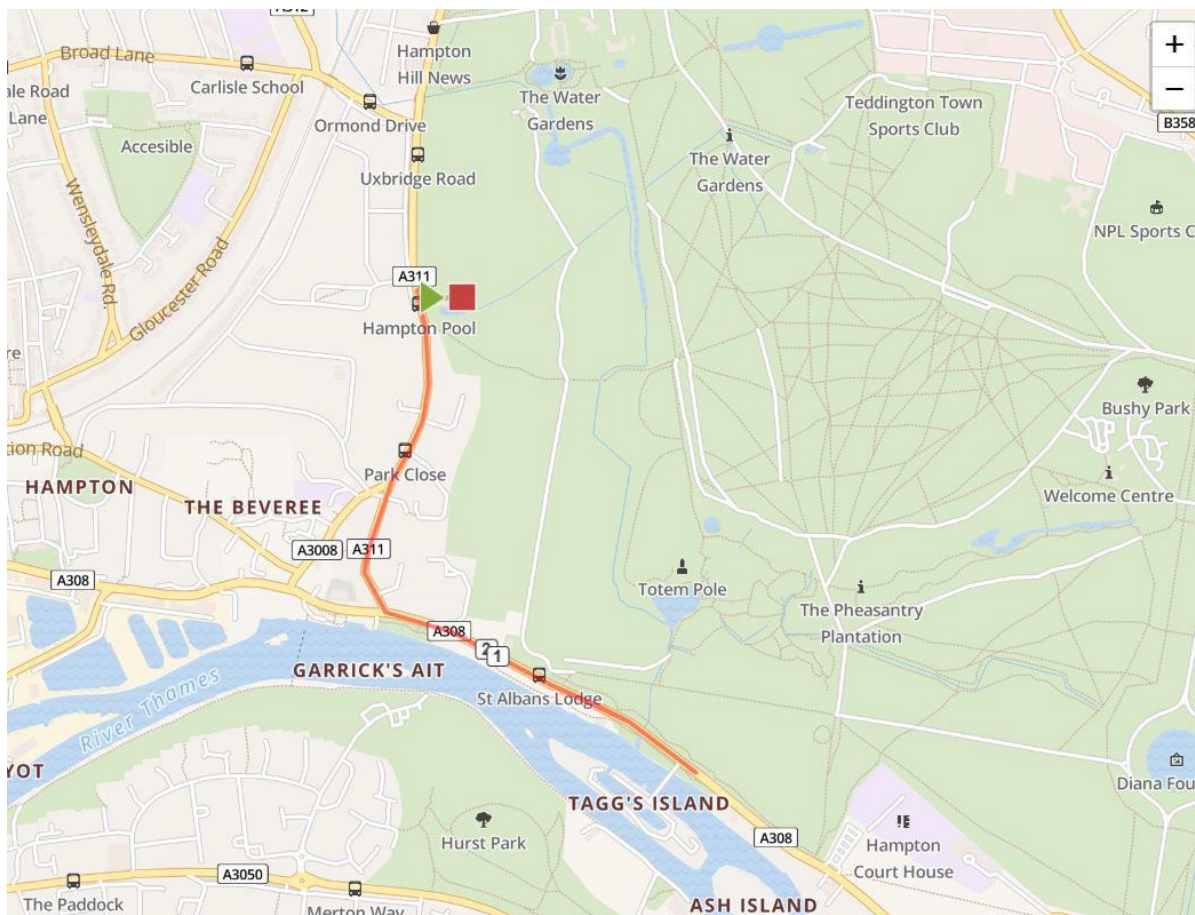 A312
Broad Lane
Carlisle School
Hampton
Hill News
The Water
Gardens
Teddington Town
Sports Club
+
−
B358
ale Road
Lane
Ormond Drive
Accesible
Uxbridge Road
The Water
Gardens
Wensleydale Rd.
Gloucester Road
NPL Sports C
A311
Hampton Pool
re
Bushy Park
tion Road
Park Close
HAMPTON
THE BEVEREE
Welcome Centre
A3008
A311
A308
Totem Pole
The Pheasantry
Plantation
A308
2
1
GARRICK'S AIT
St Albans Lodge
River Thames
YOT
Diana Fou
TAGG'S ISLAND
A308
Hurst Park
Hampton
Court House
A3050
The Paddock
Merton Way
ASH ISLAND